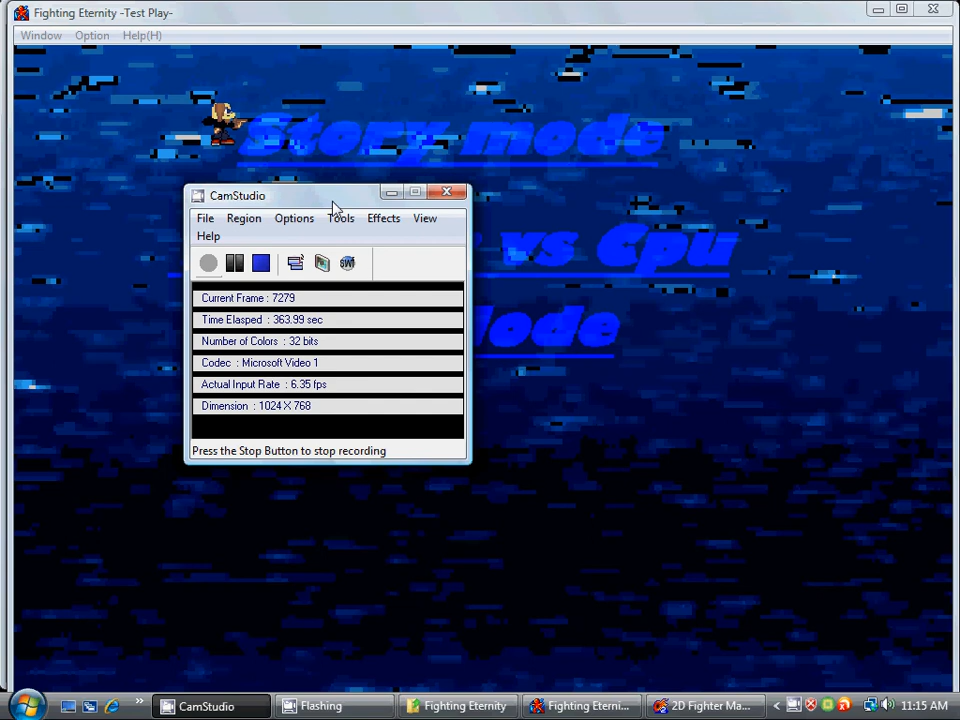 Fighting Eternity -Test Play-
Window Option Help(H)
Story mode
vs Cpu
CamStudio
File Region Options Tools Effects View
Help
SWF
Current Frame : 7279
Time Elasped : 363.99 sec
Number of Colors : 32 bits
Codec : Microsoft Video 1
Actual Input Rate : 6.35 fps
Dimension : 1024 X 768
Press the Stop Button to stop recording
CamStudio Flashing Fighting Eternity Fighting Eterni... 2D Fighter Ma... 11:15 AM